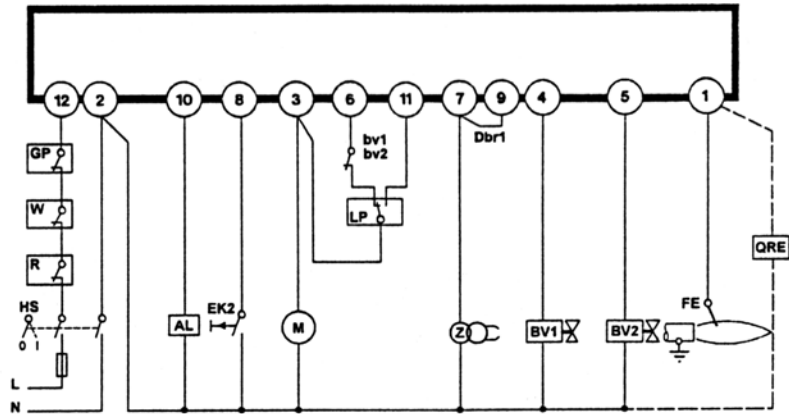 12 2 10 8 3 6 11 7 9 4 5 1
bv1
bv2
Dbr1
GP
LP
W
QRE
R
HS
EK2
FE
AL
M
Z
BV1
BV2
0 I
L
N